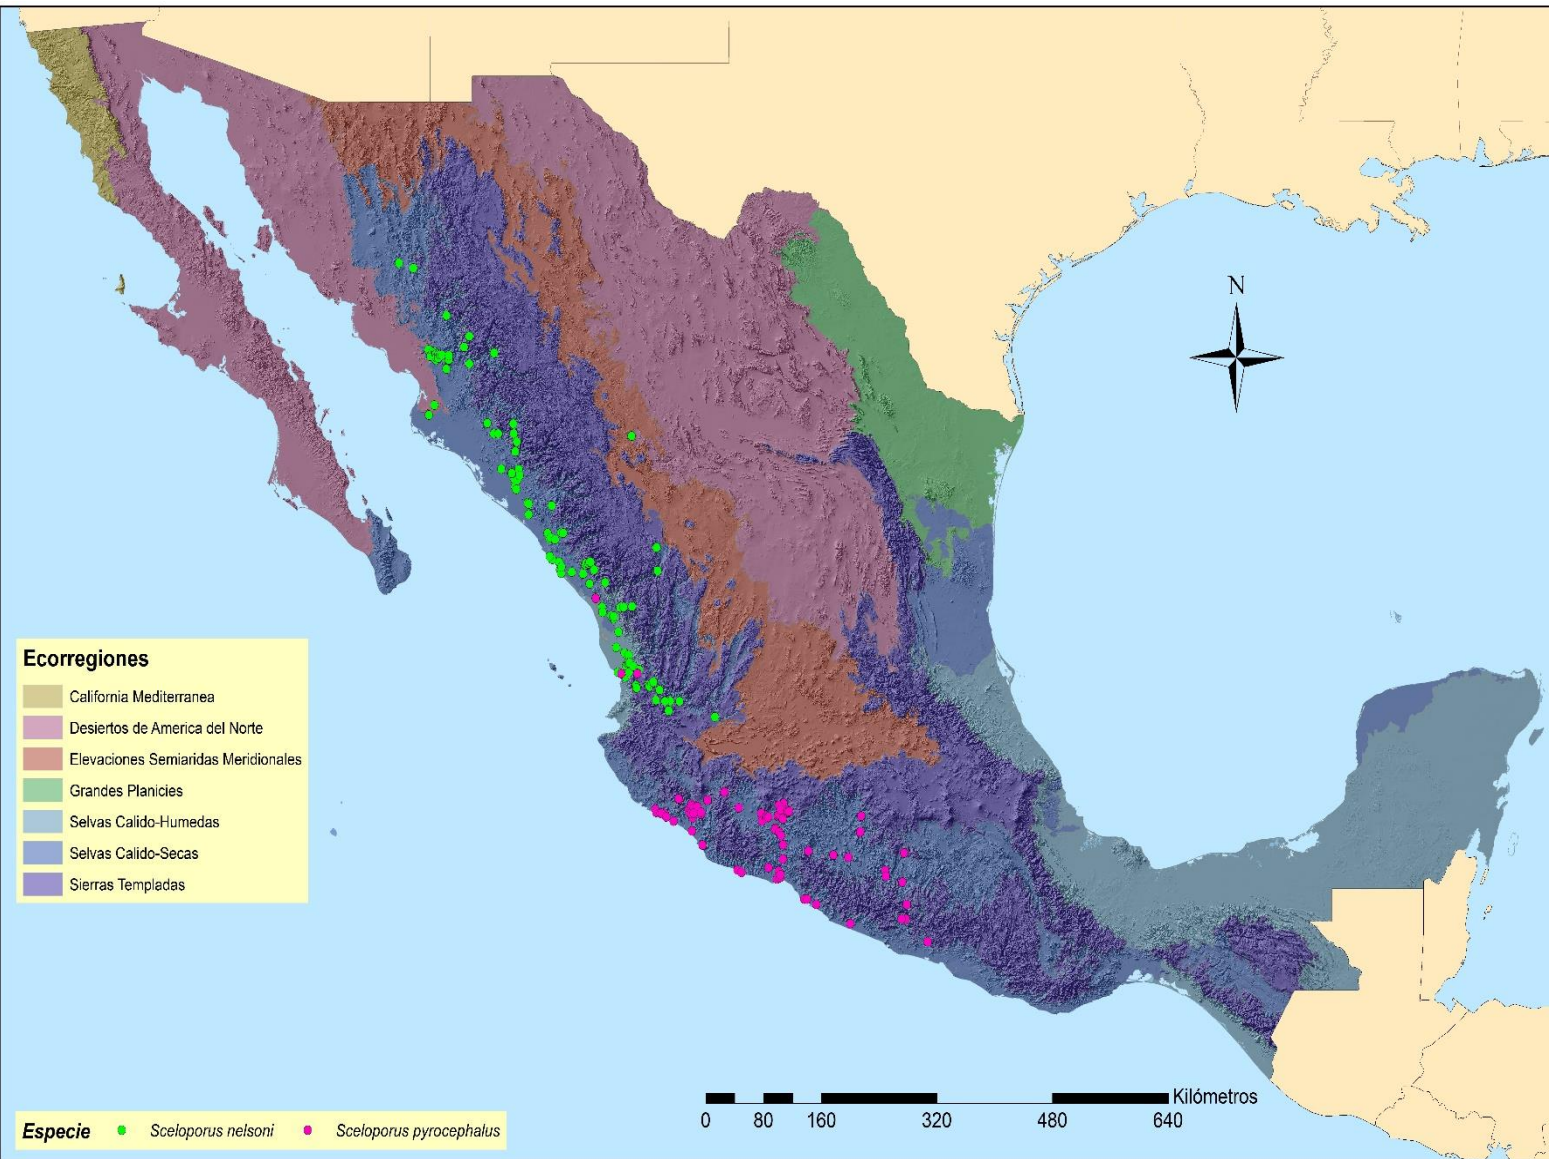 N
Ecorregiones
California Mediterranea
Desiertos de America del Norte
Elevaciones Semiaridas Meridionales
Grandes Planicies
Selvas Calido-Humedas
Selvas Calido-Secas
Sierras Templadas
Kilómetros
0 80 160 320 480 640
Especie Sceloporus nelsoni Sceloporus pyrocephalus